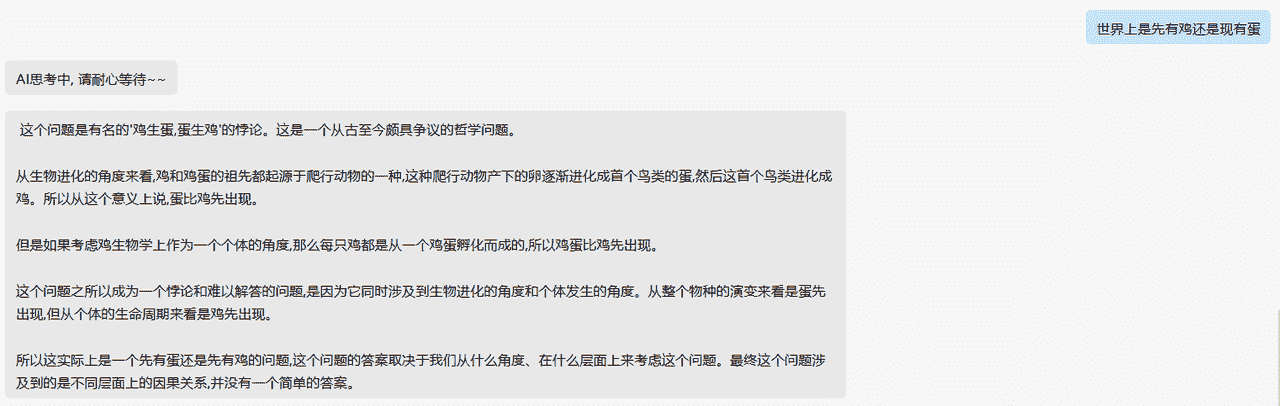 世界上是先有鸡还是现有蛋
AI思考中, 请耐心等待~~
这个问题是有名的'鸡生蛋,蛋生鸡'的悖论。这是一个从古至今颇具争议的哲学问题。
从生物进化的角度来看,鸡和鸡蛋的祖先都起源于爬行动物的一种,这种爬行动物产下的卵逐渐进化成首个鸟类的蛋,然后这首个鸟类进化成
鸡。所以从这个意义上说,蛋比鸡先出现。
但是如果考虑鸡生物学上作为一个个体的角度,那么每只鸡都是从一个鸡蛋孵化而成的,所以鸡蛋比鸡先出现。
这个问题之所以成为一个悖论和难以解答的问题,是因为它同时涉及到生物进化的角度和个体发生的角度。从整个物种的演变来看是蛋先
出现,但从个体的生命周期来看是鸡先出现。
所以这实际上是一个先有蛋还是先有鸡的问题,这个问题的答案取决于我们从什么角度、在什么层面上来考虑这个问题。最终这个问题涉
及到的是不同层面上的因果关系,并没有一个简单的答案。